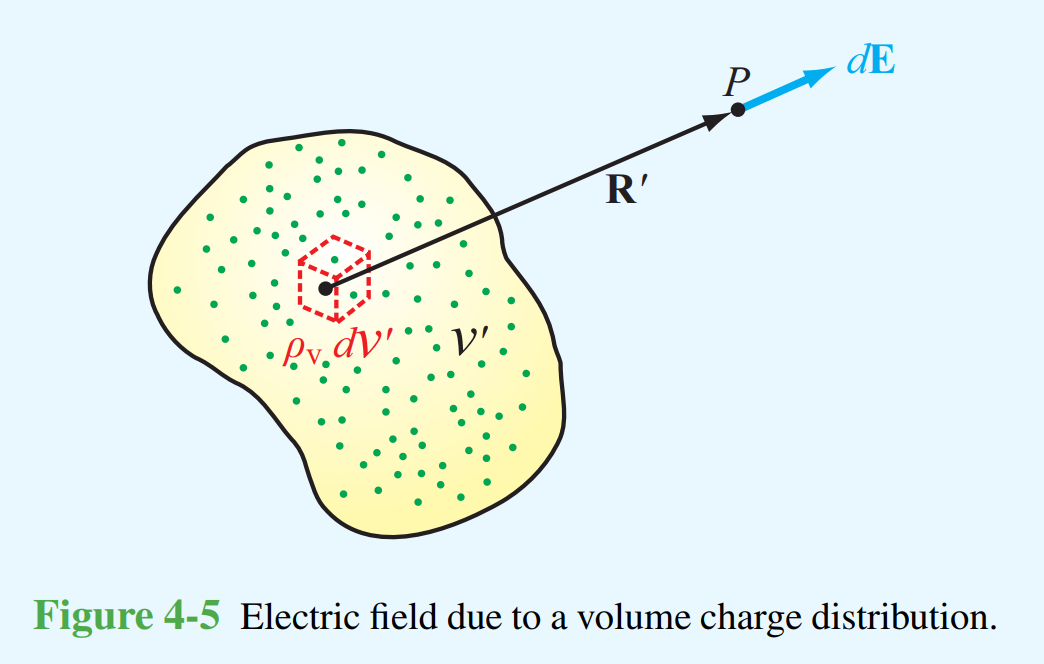 dE
P
R′
ρv d𝒱′
𝒱′
Figure 4-5 Electric field due to a volume charge distribution.